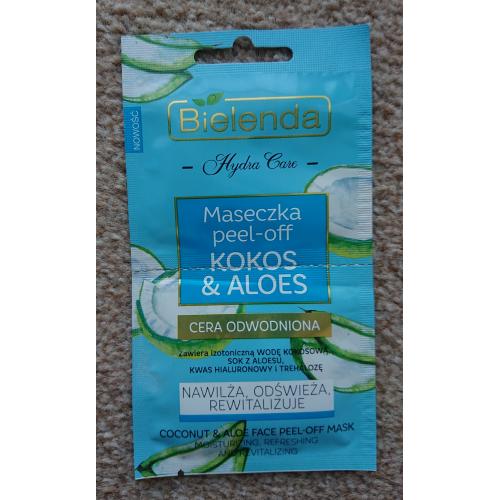 NOWOŚĆ
Bielenda
Hydra Care
Maseczka
peel-off
KOKOS
& ALOES
CERA ODWODNIONA
Zawiera izotoniczną WODĘ KOKOSOWĄ,
SOK Z ALOESU,
KWAS HIALURONOWY i TREHALOZĘ
NAWILŻA, ODŚWIEŻA,
REWITALIZUJE
COCONUT & ALOE FACE PEEL-OFF MASK
MOISTURIZING, REFRESHING
AND REVITALIZING